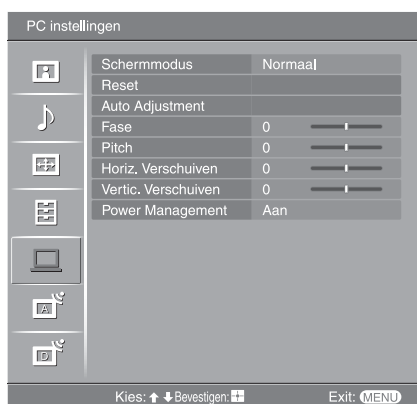 PC instellingen
Schermmodus Normaal
Reset
Auto Adjustment
Fase 0
Pitch 0
Horiz. Verschuiven 0
Vertic. Verschuiven 0
Power Management Aan
A
D
Kies: Bevestigen: Exit: MENU